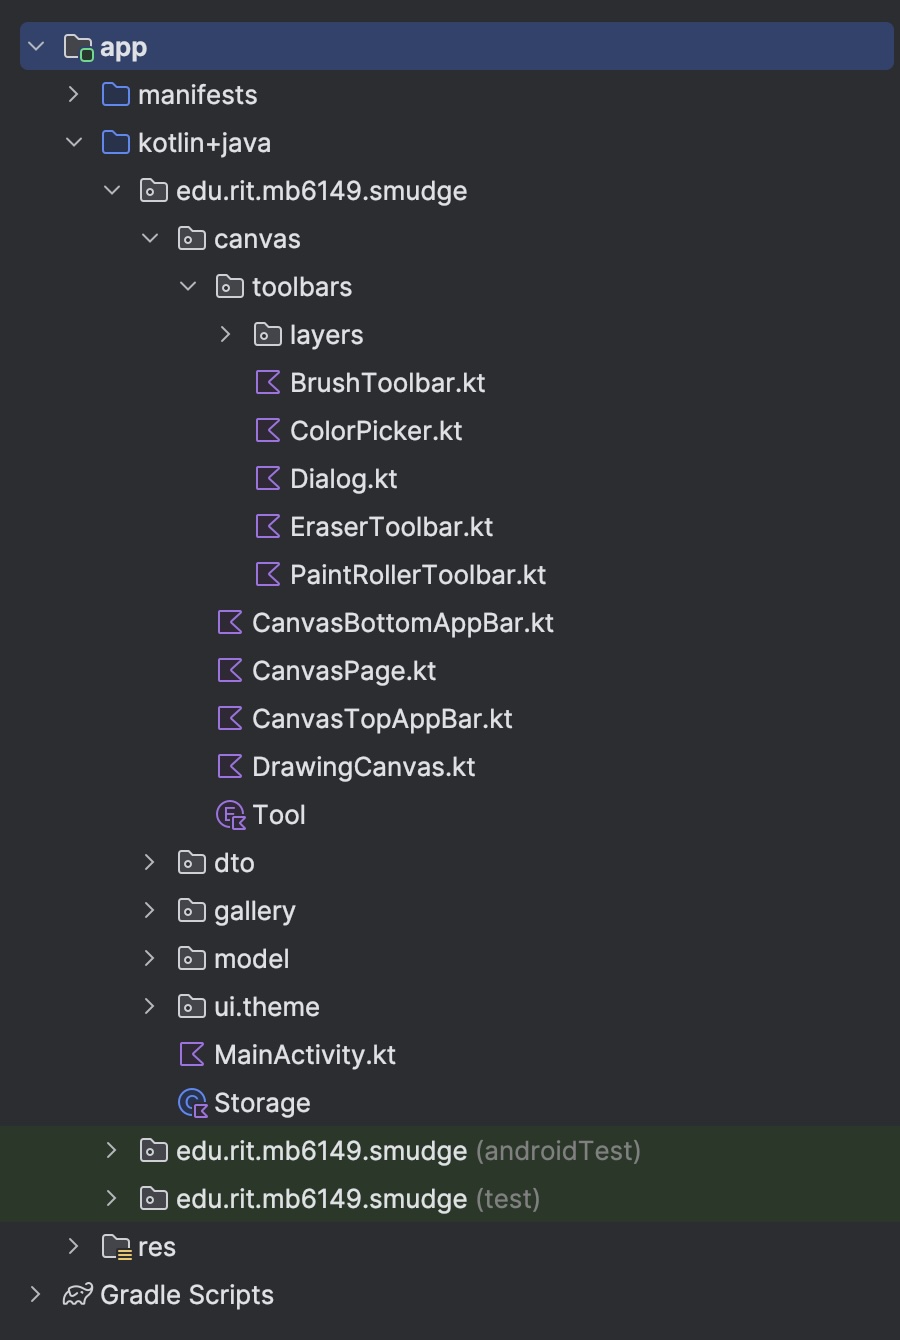 app
manifests
kotlin+java
edu.rit.mb6149.smudge
canvas
toolbars
layers
BrushToolbar.kt
ColorPicker.kt
Dialog.kt
EraserToolbar.kt
PaintRollerToolbar.kt
CanvasBottomAppBar.kt
CanvasPage.kt
CanvasTopAppBar.kt
DrawingCanvas.kt
Tool
dto
gallery
model
ui.theme
MainActivity.kt
Storage
edu.rit.mb6149.smudge (androidTest)
edu.rit.mb6149.smudge (test)
res
Gradle Scripts